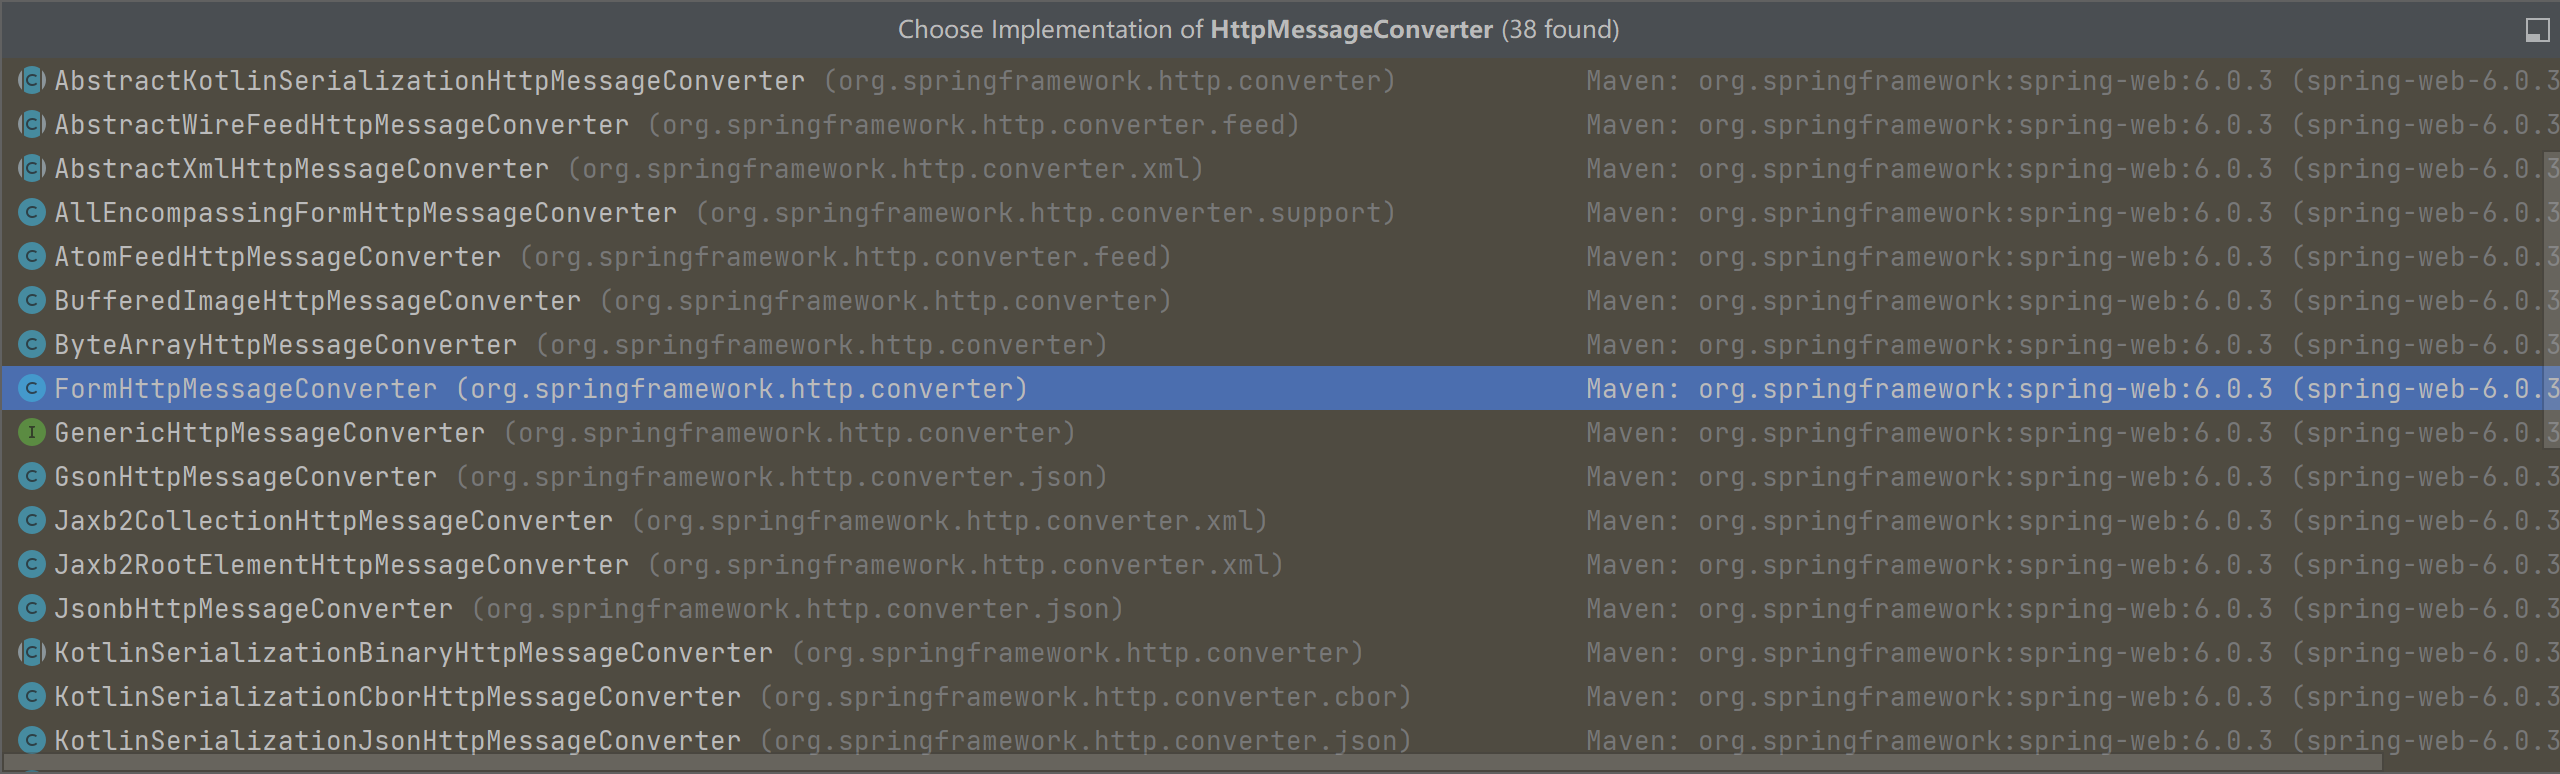 Choose Implementation of HttpMessageConverter (38 found)
AbstractKotlinSerializationHttpMessageConverter (org.springframework.http.converter) Maven: org.springframework:spring-web:6.0.3 (spring-web-6.0.3
AbstractWireFeedHttpMessageConverter (org.springframework.http.converter.feed) Maven: org.springframework:spring-web:6.0.3 (spring-web-6.0.3
AbstractXmlHttpMessageConverter (org.springframework.http.converter.xml) Maven: org.springframework:spring-web:6.0.3 (spring-web-6.0.3
AllEncompassingFormHttpMessageConverter (org.springframework.http.converter.support) Maven: org.springframework:spring-web:6.0.3 (spring-web-6.0.3
AtomFeedHttpMessageConverter (org.springframework.http.converter.feed) Maven: org.springframework:spring-web:6.0.3 (spring-web-6.0.3
BufferedImageHttpMessageConverter (org.springframework.http.converter) Maven: org.springframework:spring-web:6.0.3 (spring-web-6.0.3
ByteArrayHttpMessageConverter (org.springframework.http.converter) Maven: org.springframework:spring-web:6.0.3 (spring-web-6.0.3
FormHttpMessageConverter (org.springframework.http.converter) Maven: org.springframework:spring-web:6.0.3 (spring-web-6.0.3
GenericHttpMessageConverter (org.springframework.http.converter) Maven: org.springframework:spring-web:6.0.3 (spring-web-6.0.3
GsonHttpMessageConverter (org.springframework.http.converter.json) Maven: org.springframework:spring-web:6.0.3 (spring-web-6.0.3
Jaxb2CollectionHttpMessageConverter (org.springframework.http.converter.xml) Maven: org.springframework:spring-web:6.0.3 (spring-web-6.0.3
Jaxb2RootElementHttpMessageConverter (org.springframework.http.converter.xml) Maven: org.springframework:spring-web:6.0.3 (spring-web-6.0.3
JsonbHttpMessageConverter (org.springframework.http.converter.json) Maven: org.springframework:spring-web:6.0.3 (spring-web-6.0.3
KotlinSerializationBinaryHttpMessageConverter (org.springframework.http.converter) Maven: org.springframework:spring-web:6.0.3 (spring-web-6.0.3
KotlinSerializationCborHttpMessageConverter (org.springframework.http.converter.cbor) Maven: org.springframework:spring-web:6.0.3 (spring-web-6.0.3
KotlinSerializationJsonHttpMessageConverter (org.springframework.http.converter.json) Maven: org.springframework:spring-web:6.0.3 (spring-web-6.0.3